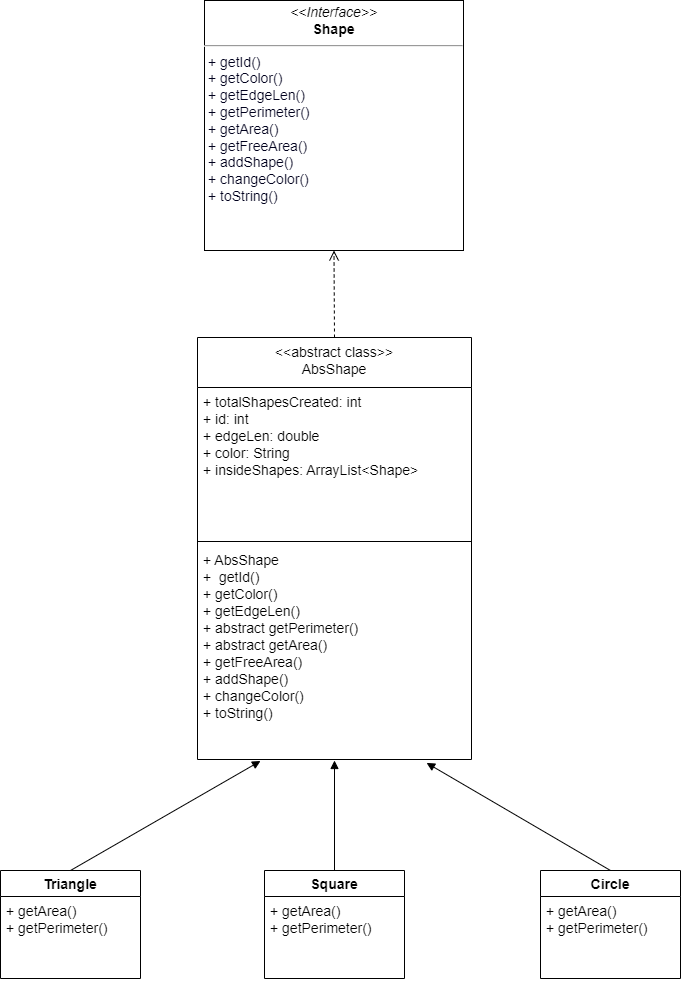 <<Interface>>
Shape
+ getId()
+ getColor()
+ getEdgeLen()
+ getPerimeter()
+ getArea()
+ getFreeArea()
+ addShape()
+ changeColor()
+ toString()
<<abstract class>>
AbsShape
+ totalShapesCreated: int
+ id: int
+ edgeLen: double
+ color: String
+ insideShapes: ArrayList<Shape>
+ AbsShape
+ getId()
+ getColor()
+ getEdgeLen()
+ abstract getPerimeter()
+ abstract getArea()
+ getFreeArea()
+ addShape()
+ changeColor()
+ toString()
Triangle
+ getArea()
+ getPerimeter()
Square
+ getArea()
+ getPerimeter()
Circle
+ getArea()
+ getPerimeter()